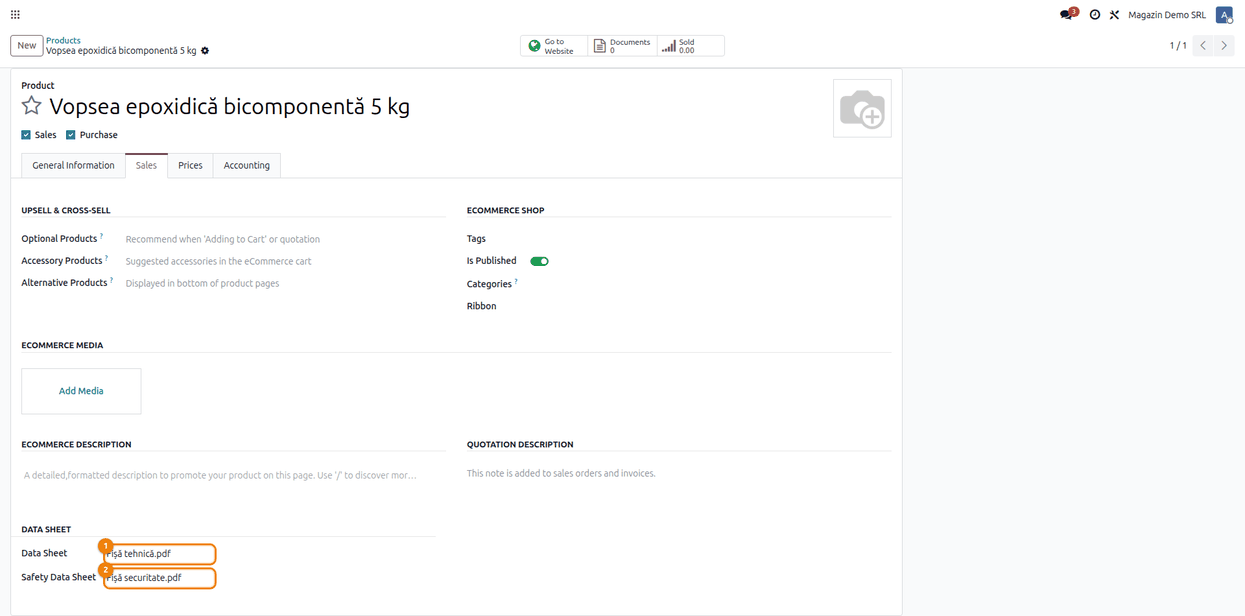 3
Magazin Demo SRL
A
New
Products
Vopsea epoxidică bicomponentă 5 kg
Go to Website
Documents 0
Sold 0.00
1 / 1
Product
Vopsea epoxidică bicomponentă 5 kg
Sales Purchase
General Information Sales Prices Accounting
UPSELL & CROSS-SELL
Optional Products ? Recommend when 'Adding to Cart' or quotation
Accessory Products ? Suggested accessories in the eCommerce cart
Alternative Products ? Displayed in bottom of product pages
ECOMMERCE SHOP
Tags
Is Published
Categories ?
Ribbon
ECOMMERCE MEDIA
Add Media
ECOMMERCE DESCRIPTION
A detailed,formatted description to promote your product on this page. Use '/' to discover mor…
QUOTATION DESCRIPTION
This note is added to sales orders and invoices.
DATA SHEET
1
Data Sheet Fișă tehnică.pdf
2
Safety Data Sheet Fișă securitate.pdf